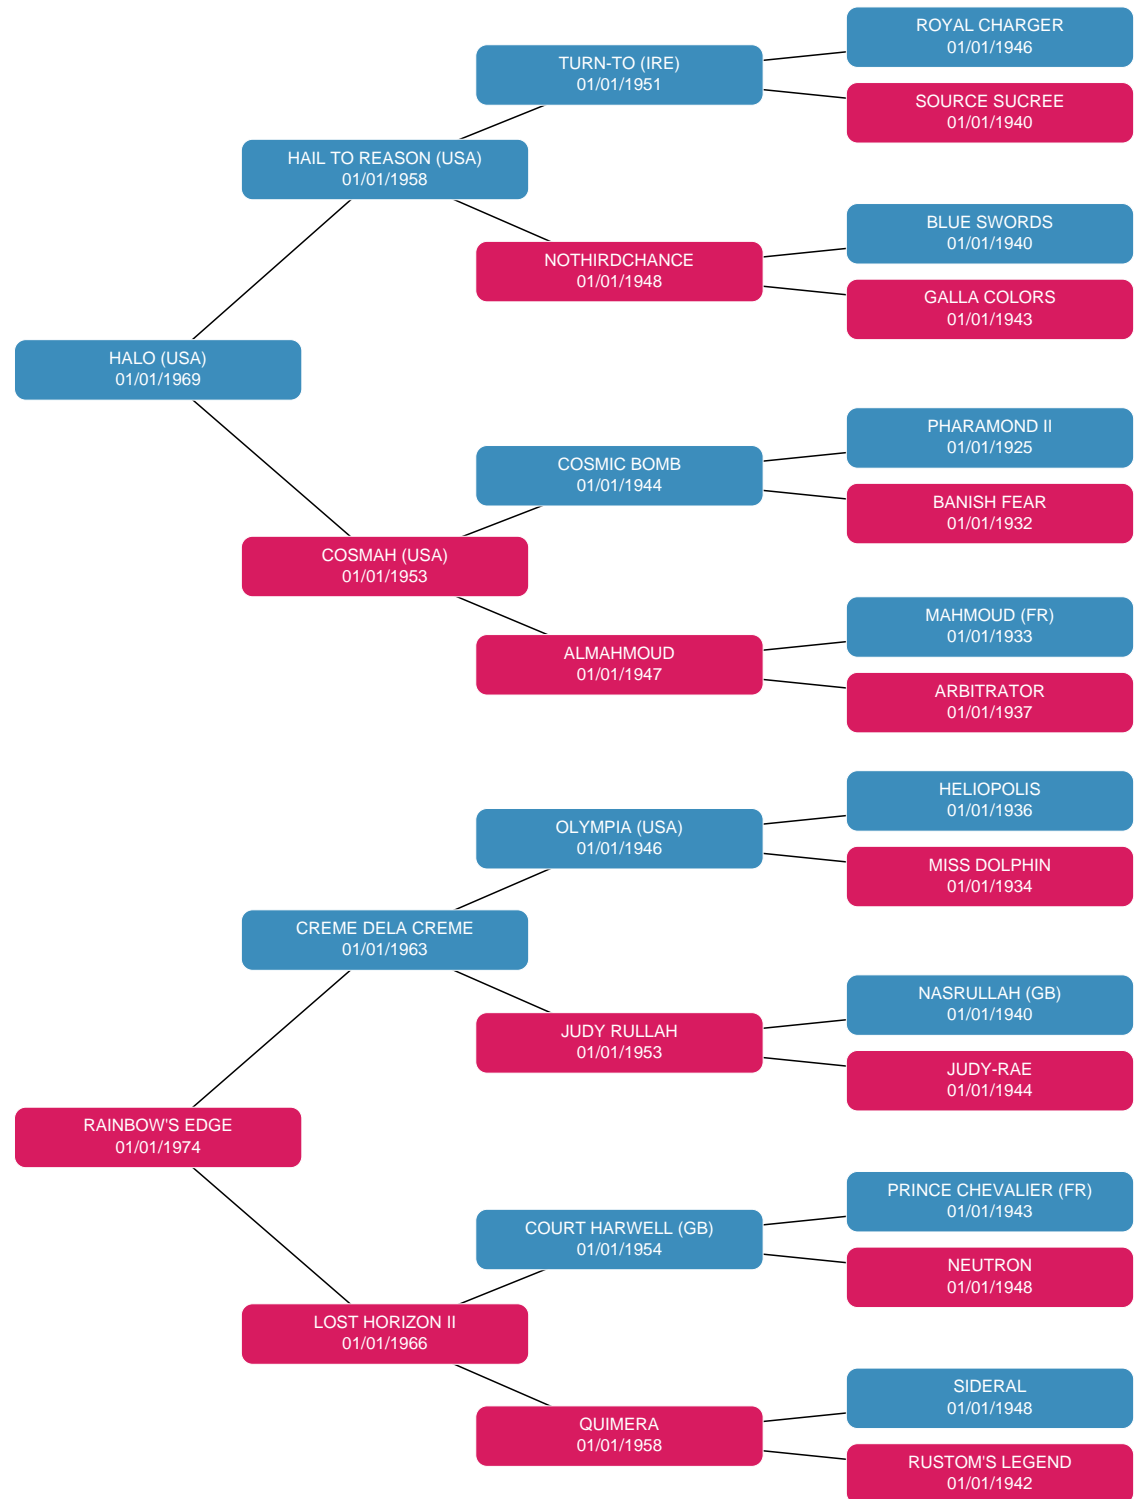 ROYAL CHARGER
01/01/1946
TURN-TO (IRE)
01/01/1951
SOURCE SUCREE
01/01/1940
HAIL TO REASON (USA)
01/01/1958
BLUE SWORDS
01/01/1940
NOTHIRDCHANCE
01/01/1948
GALLA COLORS
01/01/1943
HALO (USA)
01/01/1969
PHARAMOND II
01/01/1925
COSMIC BOMB
01/01/1944
BANISH FEAR
01/01/1932
COSMAH (USA)
01/01/1953
MAHMOUD (FR)
01/01/1933
ALMAHMOUD
01/01/1947
ARBITRATOR
01/01/1937
HELIOPOLIS
01/01/1936
OLYMPIA (USA)
01/01/1946
MISS DOLPHIN
01/01/1934
CREME DELA CREME
01/01/1963
NASRULLAH (GB)
01/01/1940
JUDY RULLAH
01/01/1953
JUDY-RAE
01/01/1944
RAINBOW'S EDGE
01/01/1974
PRINCE CHEVALIER (FR)
01/01/1943
COURT HARWELL (GB)
01/01/1954
NEUTRON
01/01/1948
LOST HORIZON II
01/01/1966
SIDERAL
01/01/1948
QUIMERA
01/01/1958
RUSTOM'S LEGEND
01/01/1942